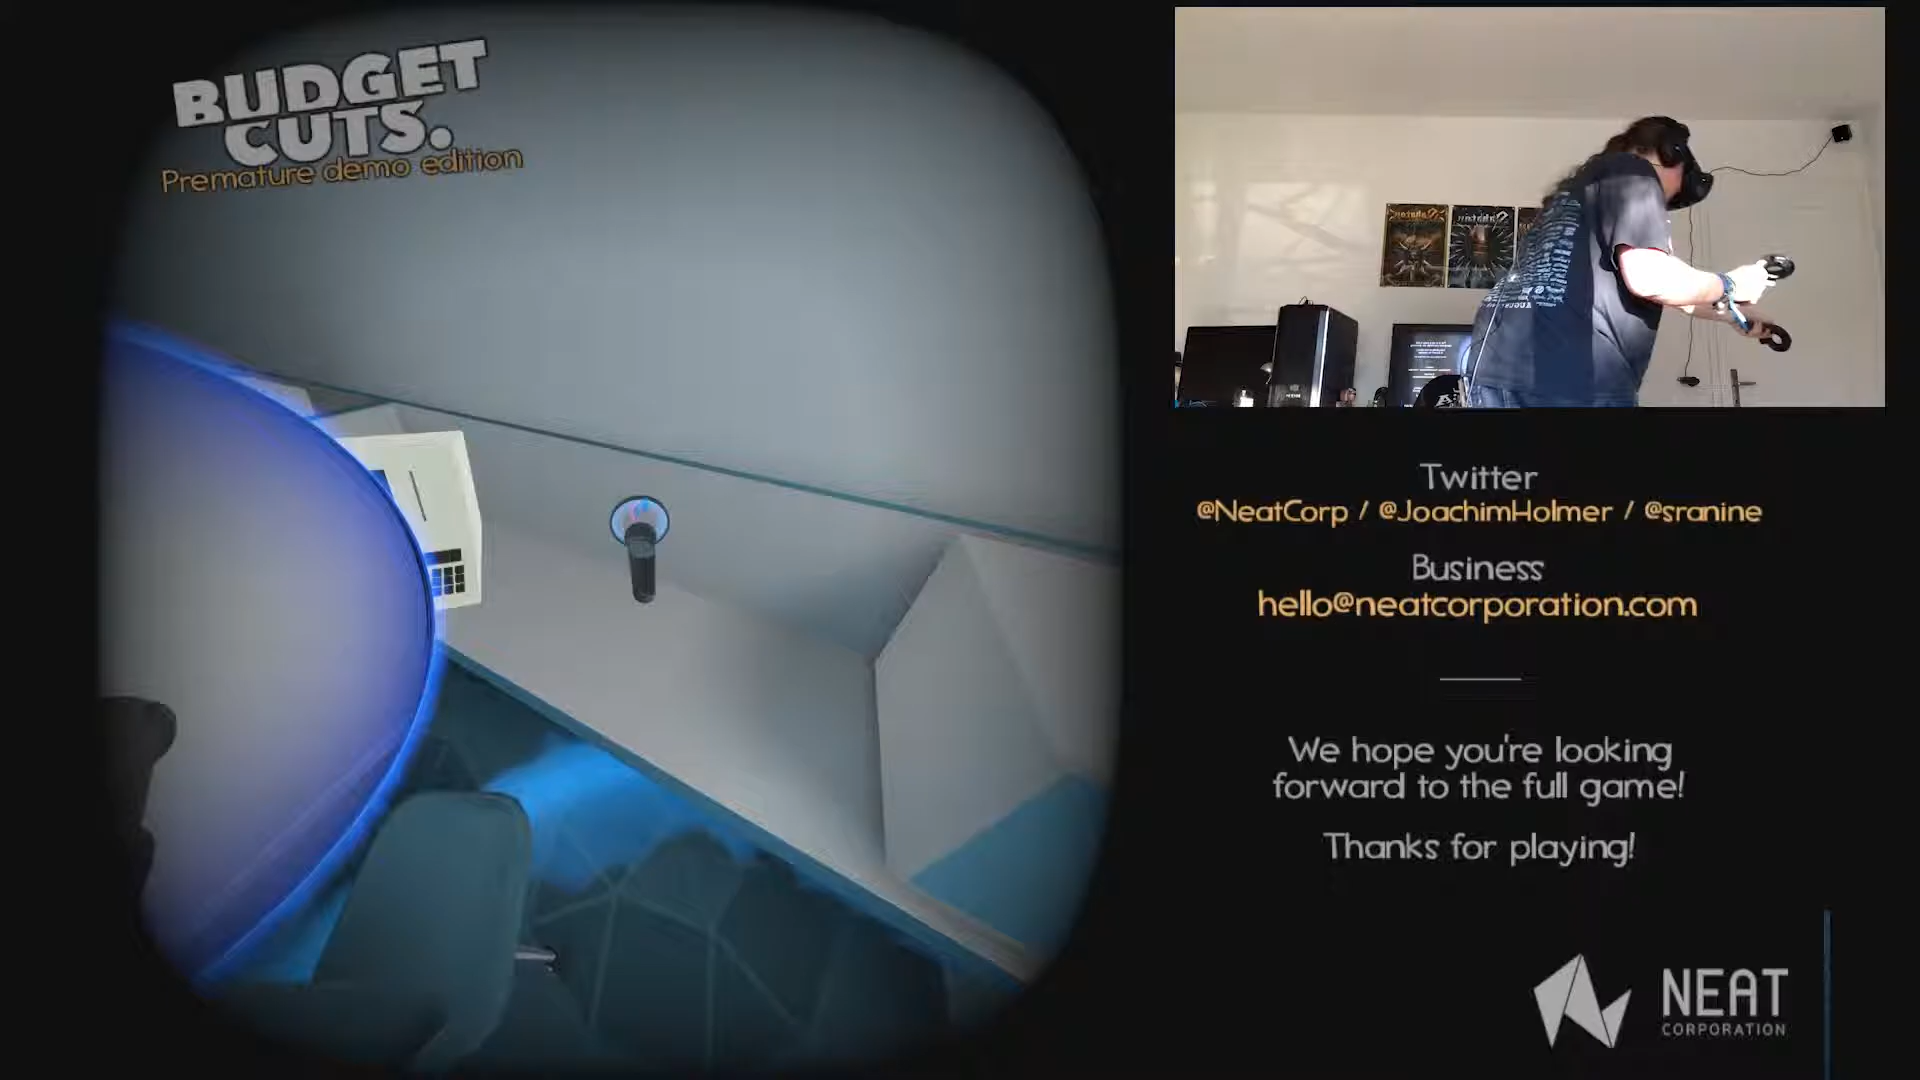 BUDGET
CUTS.
Premature demo edition
Twitter
@NeatCorp / @JoachimHolmer / @sranine
Business
hello@neatcorporation.com
We hope you're looking
forward to the full game!
Thanks for playing!
NEAT
CORPORATION